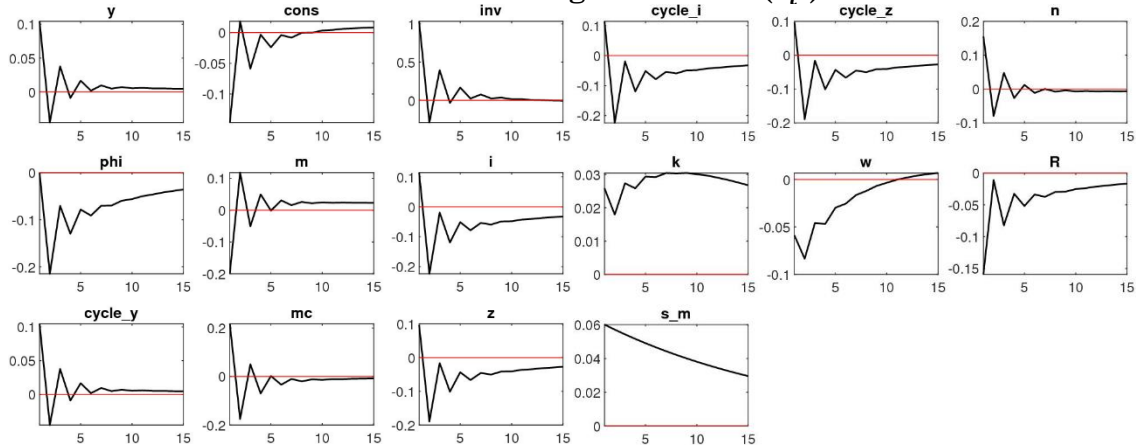 y cons inv cycle_i cycle_z n
0.1 0.05 0 0 -0.05 -0.1 1 0.5 0 0.1 0 -0.1 -0.2 0.1 0 -0.1 -0.2 0.2 0.1 0 -0.1
5 10 15 5 10 15 5 10 15 5 10 15 5 10 15 5 10 15
phi m i k w R
0 -0.1 -0.2 0.1 0 -0.1 -0.2 0.1 0 -0.1 -0.2 0.03 0.02 0.01 0 0 -0.05 -0.1 0 -0.05 -0.1 -0.15
5 10 15 5 10 15 5 10 15 5 10 15 5 10 15 5 10 15
cycle_y mc z s_m
0.1 0.05 0 0.2 0 -0.2 0.1 0 -0.1 -0.2 0.06 0.04 0.02 0
5 10 15 5 10 15 5 10 15 5 10 15